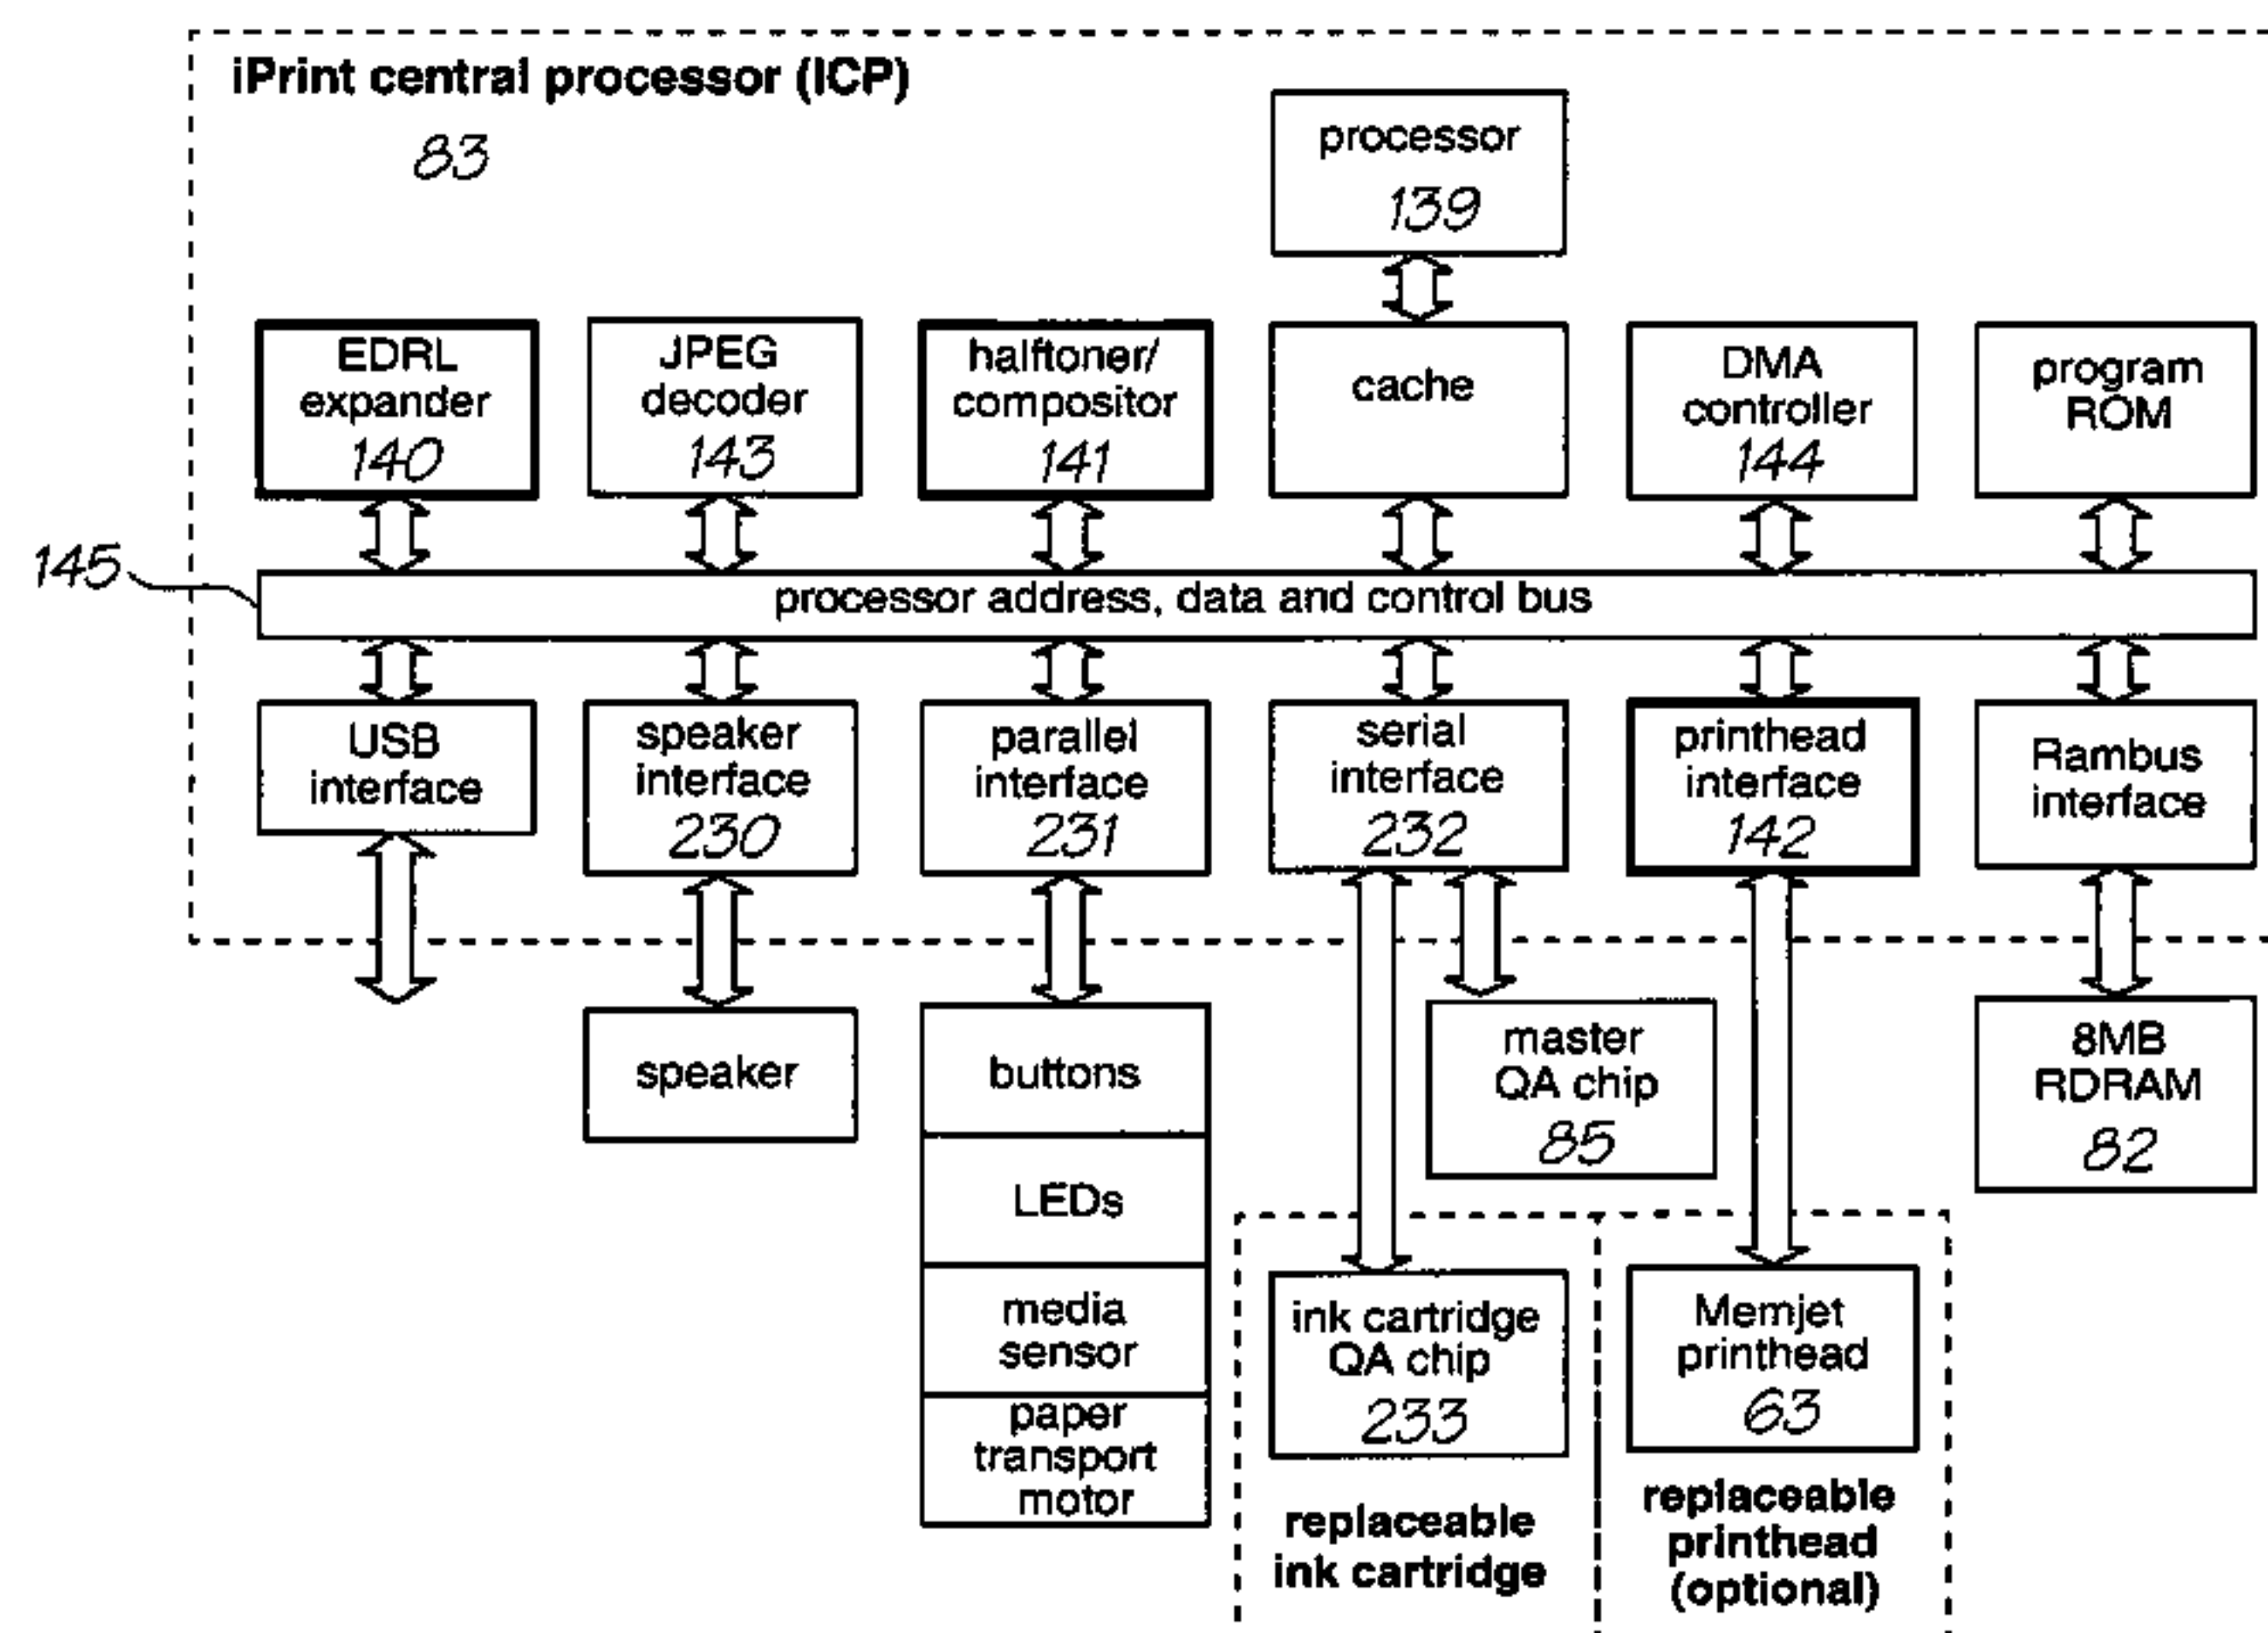 iPrint central processor (ICP)
83
processor
139
EDRL
expander
140
JPEG
decoder
143
halftoner/
compositor
141
cache
DMA
controller
144
program
ROM
145
processor address, data and control bus
USB
interface
speaker
interface
230
parallel
interface
231
serial
interface
232
printhead
interface
142
Rambus
interface
speaker
buttons
LEDs
media
sensor
paper
transport
motor
master
QA chip
85
8MB
RDRAM
82
ink cartridge
QA chip
233
replaceable
ink cartridge
Memjet
printhead
63
replaceable
printhead
(optional)